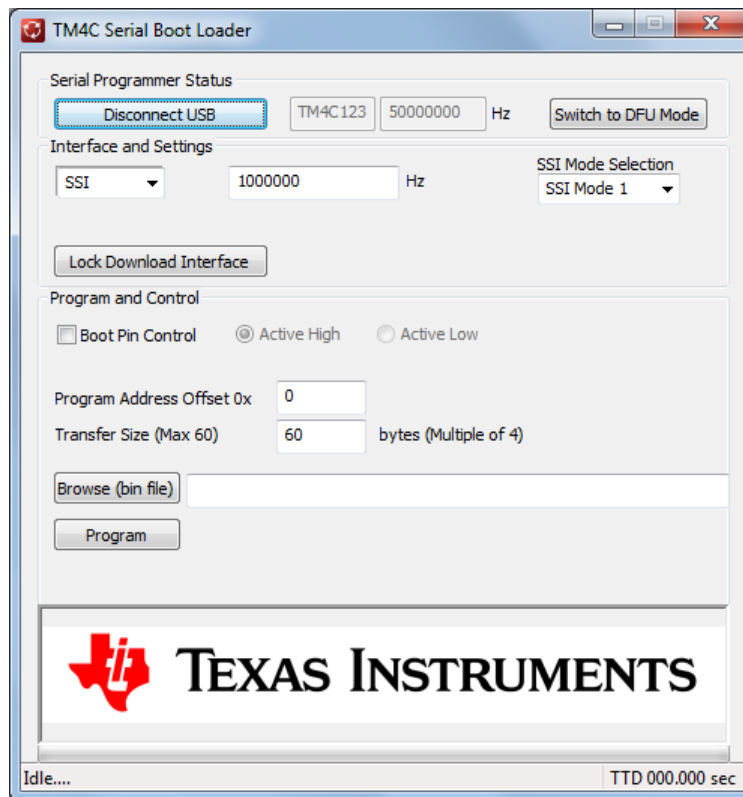 TM4C Serial Boot Loader
Serial Programmer Status
Disconnect USB TM4C123 50000000 Hz Switch to DFU Mode
Interface and Settings
SSI Mode Selection
SSI 1000000 Hz SSI Mode 1
Lock Download Interface
Program and Control
Boot Pin Control Active High Active Low
Program Address Offset 0x 0
Transfer Size (Max 60) 60 bytes (Multiple of 4)
Browse (bin file)
Program
TEXAS INSTRUMENTS
Idle.... TTD 000.000 sec